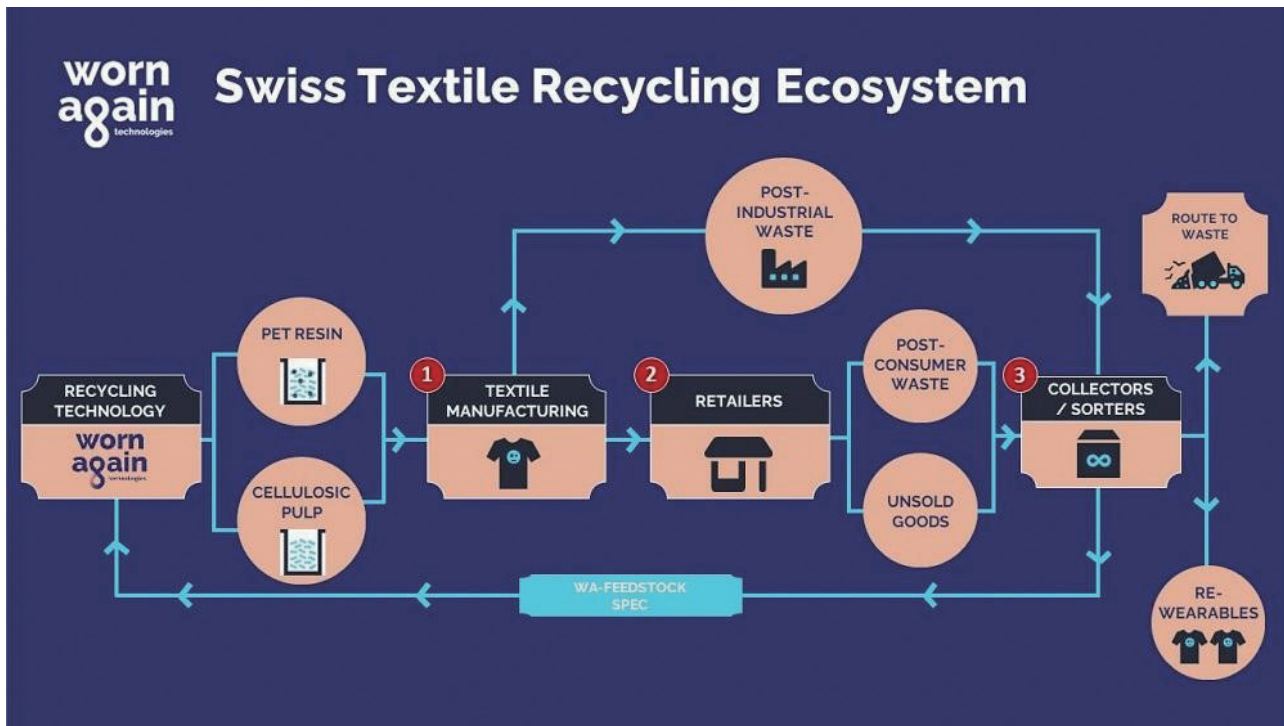 worn
again
technologies
Swiss Textile Recycling Ecosystem
POST-
INDUSTRIAL
WASTE
ROUTE TO
WASTE
PET RESIN
POST-
CONSUMER
WASTE
1
2
3
RECYCLING
TECHNOLOGY
worn
again
technologies
TEXTILE
MANUFACTURING
RETAILERS
COLLECTORS
/ SORTERS
CELLULOSIC
PULP
UNSOLD
GOODS
WA-FEEDSTOCK
SPEC
RE-
WEARABLES